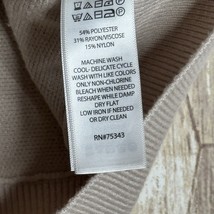 54% POLYESTER
31% RAYON/VISCOSE
15% NYLON
MACHINE WASH
COOL- DELICATE CYCLE
WASH WITH LIKE COLORS
ONLY NON-CHLORINE
BLEACH WHEN NEEDED
RESHAPE WHILE DAMP
DRY FLAT
LOW IRON IF NEEDED
OR DRY CLEAN
RN#75343